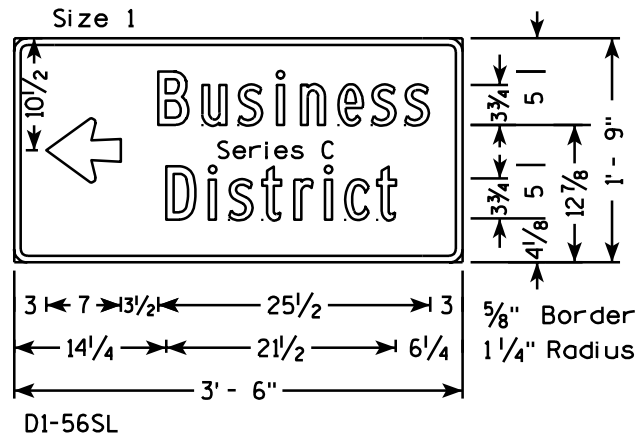 Size 1
10½
Business
Series C
District
3¾
5
3¾
5
4⅛
12⅞
1' - 9"
3 7 3½ 25½ 3
14¼ 21½ 6¼
3' - 6"
⅝" Border
1¼" Radius
D1-56SL